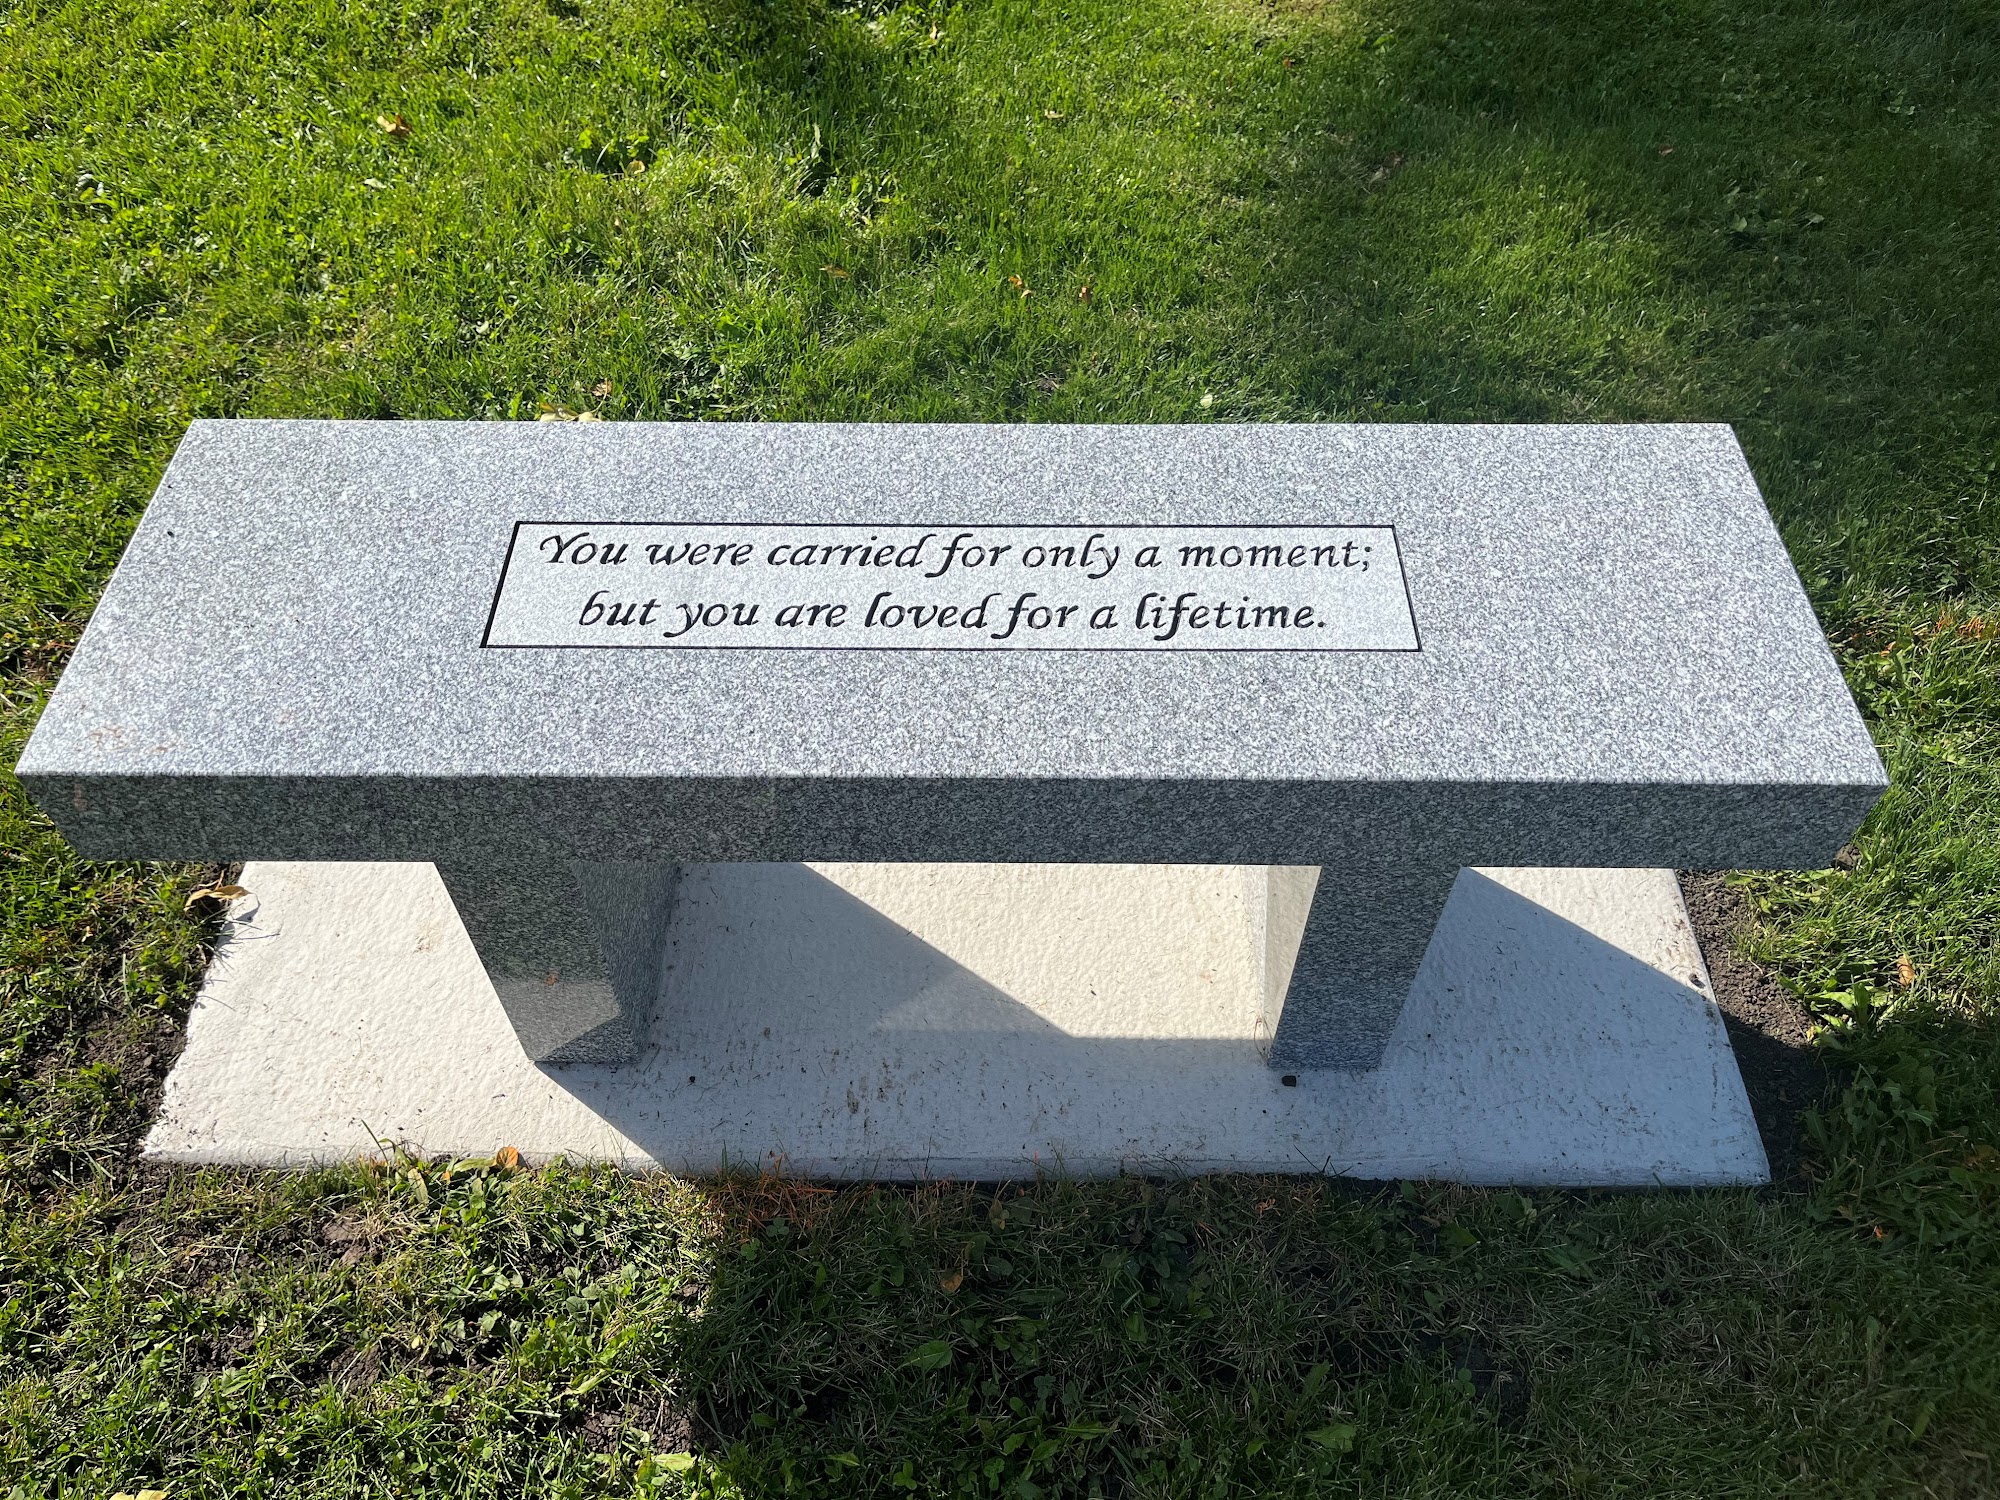 You were carried for only a moment;
but you are loved for a lifetime.